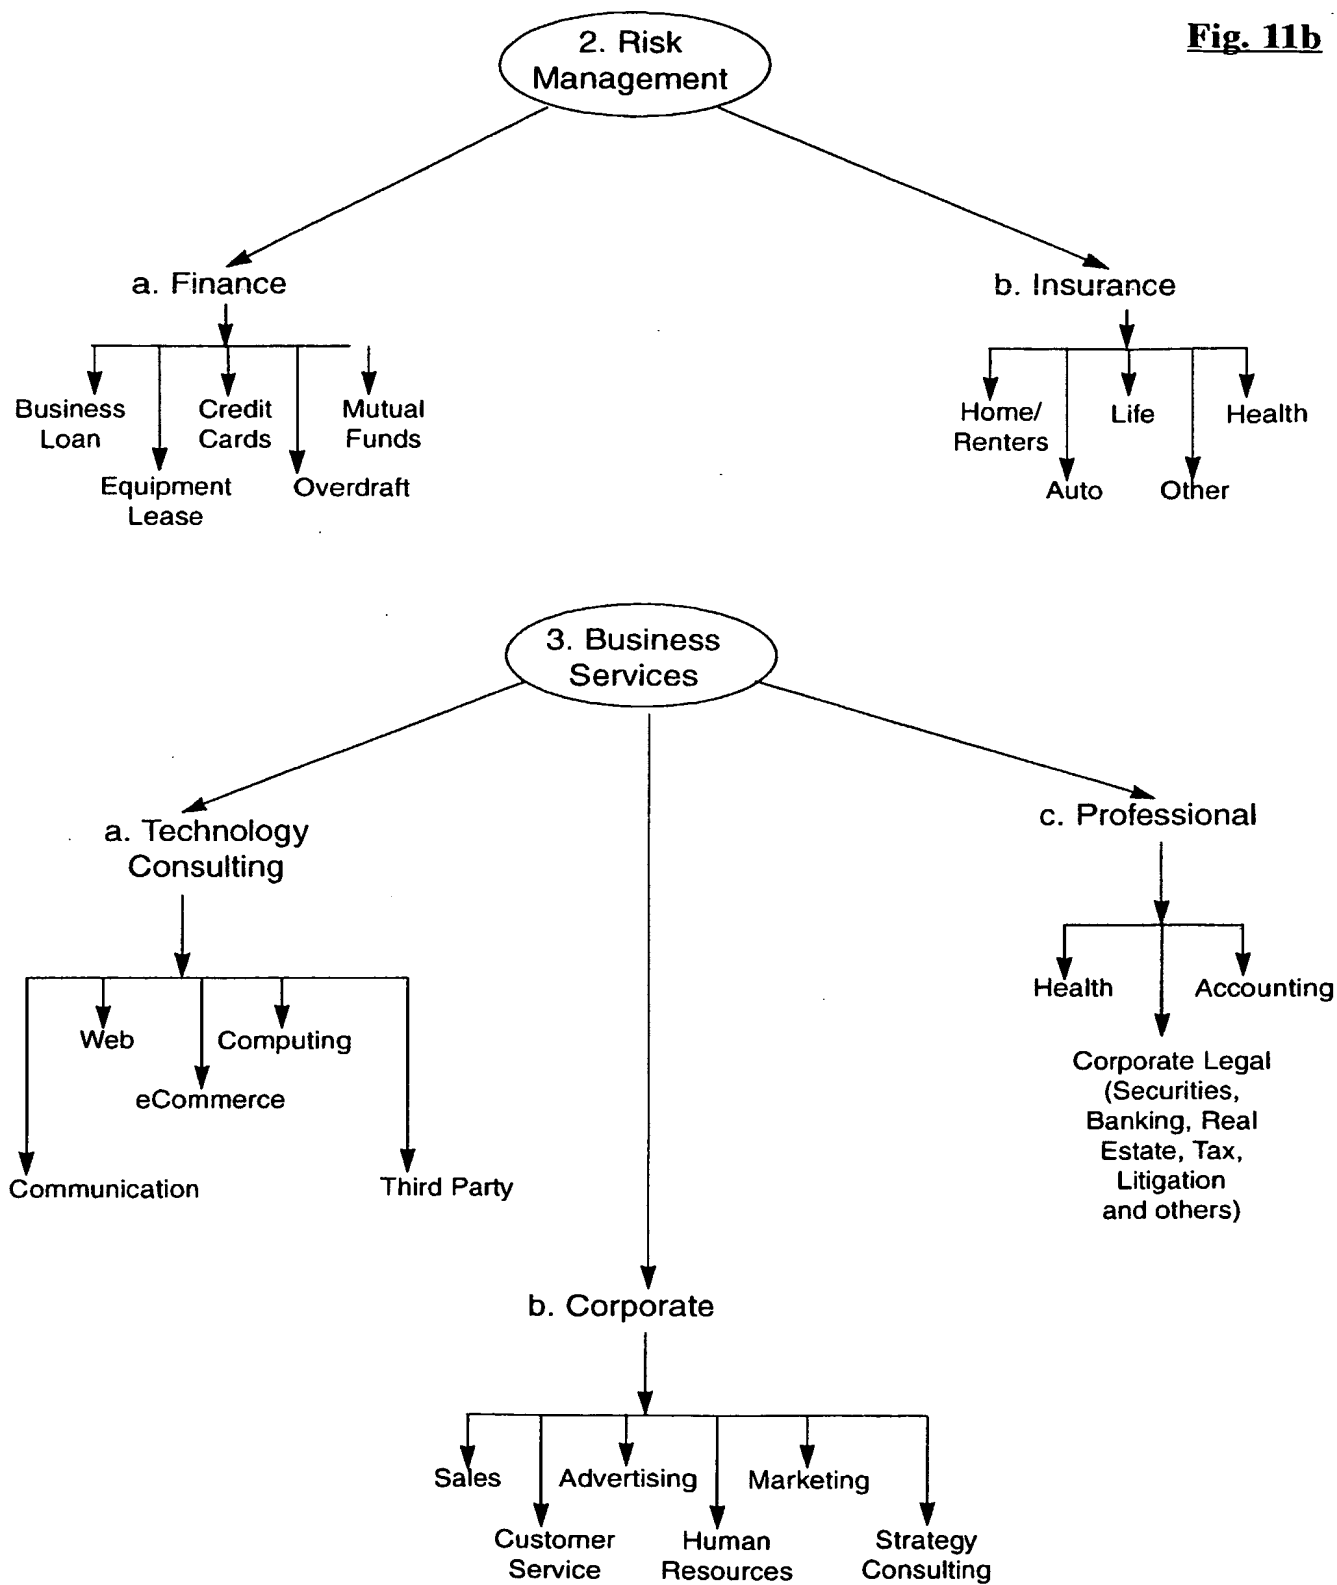 Fig. 11b
2. Risk
Management
a. Finance
b. Insurance
Business
Loan
Credit
Cards
Mutual
Funds
Equipment
Lease
Overdraft
Home/
Renters
Life
Health
Auto
Other
3. Business
Services
a. Technology
Consulting
c. Professional
Web
Computing
eCommerce
Communication
Third Party
Health
Accounting
Corporate Legal
(Securities,
Banking, Real
Estate, Tax,
Litigation
and others)
b. Corporate
Sales
Advertising
Marketing
Customer
Service
Human
Resources
Strategy
Consulting